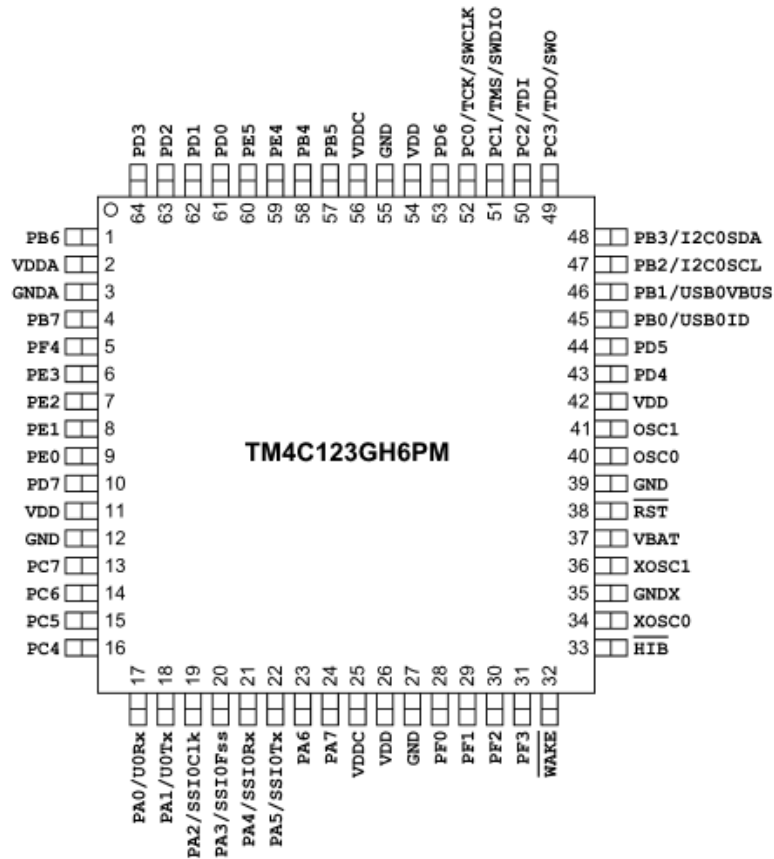 PD3 PD2 PD1 PD0 PE5 PE4 PB4 PB5 VDDC GND VDD PD6 PC0/TCK/SWCLK PC1/TMS/SWDIO PC2/TDI PC3/TDO/SWO
64 63 62 61 60 59 58 57 56 55 54 53 52 51 50 49
PB6 1 48 PB3/I2C0SDA
VDDA 2 47 PB2/I2C0SCL
GNDA 3 46 PB1/USB0VBUS
PB7 4 45 PB0/USB0ID
PF4 5 44 PD5
PE3 6 43 PD4
PE2 7 42 VDD
PE1 8 41 OSC1
TM4C123GH6PM
PE0 9 40 OSC0
PD7 10 39 GND
VDD 11 38 RST
GND 12 37 VBAT
PC7 13 36 XOSC1
PC6 14 35 GNDX
PC5 15 34 XOSC0
PC4 16 33 HIB
17 18 19 20 21 22 23 24 25 26 27 28 29 30 31 32
PA0/U0Rx PA1/U0Tx PA2/SSI0Clk PA3/SSI0Fss PA4/SSI0Rx PA5/SSI0Tx PA6 PA7 VDDC VDD GND PF0 PF1 PF2 PF3 WAKE